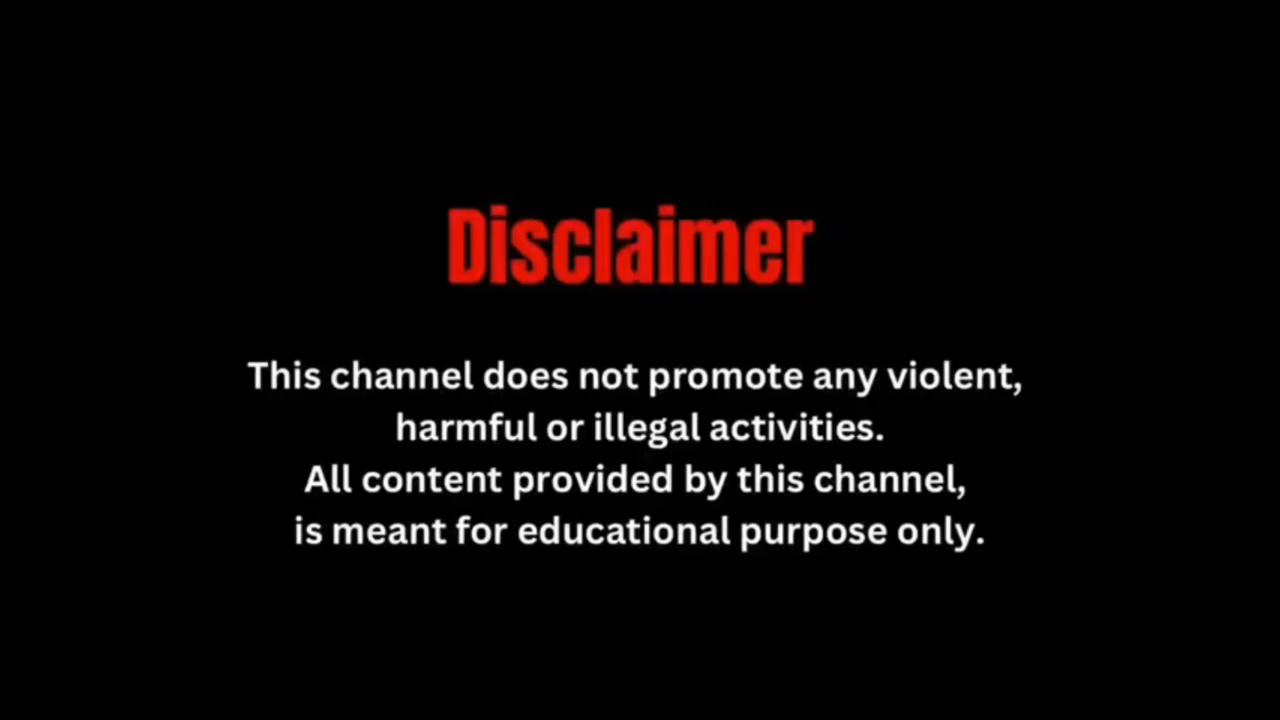 Disclaimer
This channel does not promote any violent,
harmful or illegal activities.
All content provided by this channel,
is meant for educational purpose only.